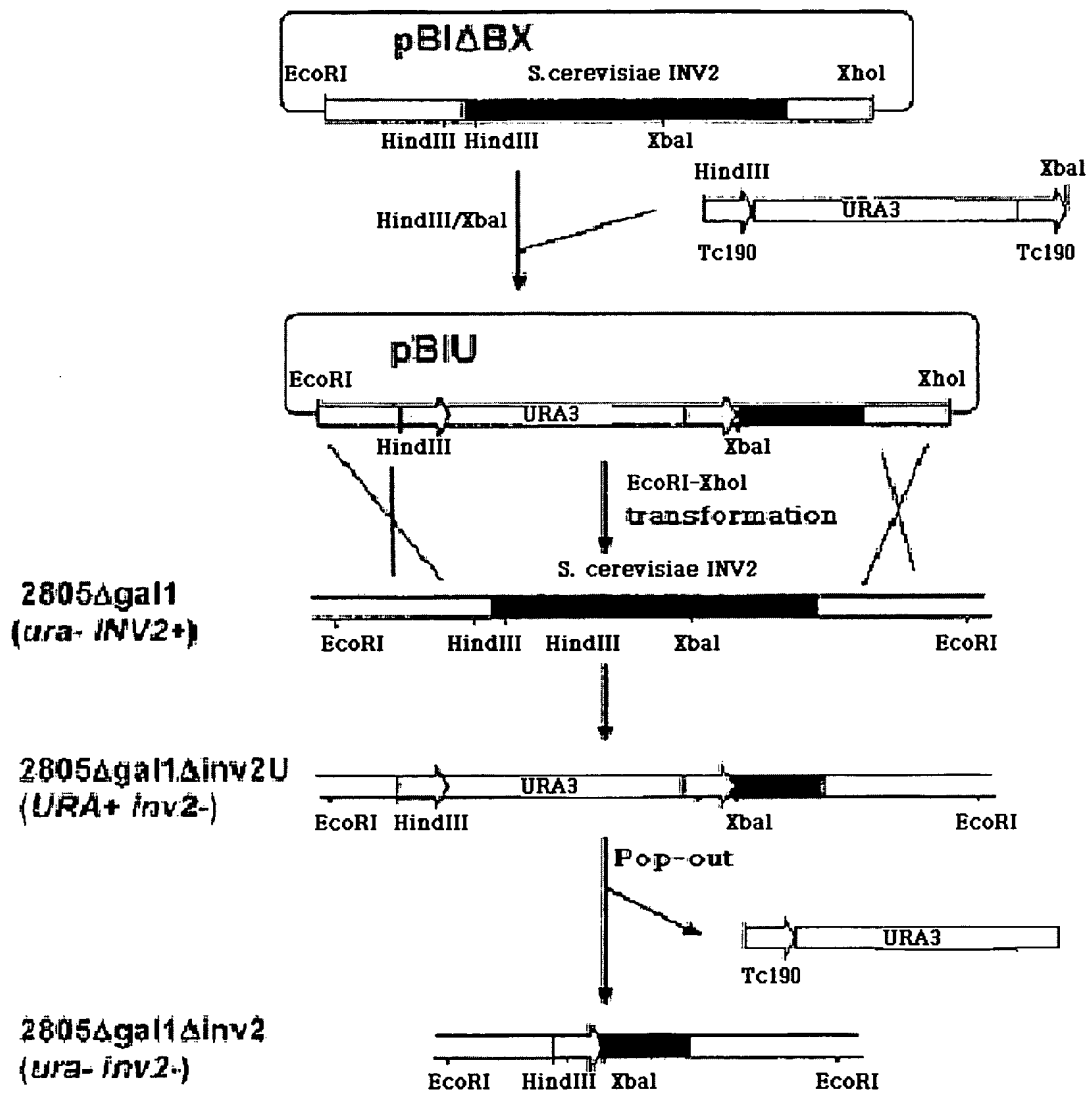 pBIΔBX
EcoRI S.cerevisiae INV2 XhoI
HindIII HindIII XbaI
HindIII XbaI
HindIII/XbaI
URA3
Tc190 Tc190
pBIU
EcoRI XhoI
URA3
HindIII XbaI
EcoRI-XhoI
transformation
S. cerevisiae INV2
2805Δgal1
(ura- INV2+)
EcoRI HindIII HindIII XbaI EcoRI
2805Δgal1Δinv2U
(URA+ inv2-)
URA3
EcoRI HindIII XbaI EcoRI
Pop-out
URA3
Tc190
2805Δgal1Δinv2
(ura- inv2-)
EcoRI HindIII XbaI EcoRI